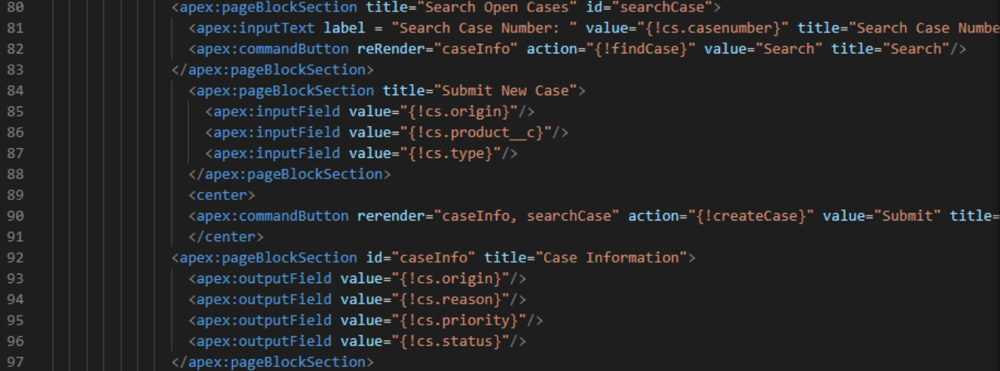 80 <apex:pageBlockSection title="Search Open Cases" id="searchCase">
81 <apex:inputText label = "Search Case Number: " value="{!cs.casenumber}" title="Search Case Numbe
82 <apex:commandButton reRender="caseInfo" action="{!findCase}" value="Search" title="Search"/>
83 </apex:pageBlockSection>
84 <apex:pageBlockSection title="Submit New Case">
85 <apex:inputField value="{!cs.origin}"/>
86 <apex:inputField value="{!cs.product__c}"/>
87 <apex:inputField value="{!cs.type}"/>
88 </apex:pageBlockSection>
89 <center>
90 <apex:commandButton rerender="caseInfo, searchCase" action="{!createCase}" value="Submit" title=
91 </center>
92 <apex:pageBlockSection id="caseInfo" title="Case Information">
93 <apex:outputField value="{!cs.origin}"/>
94 <apex:outputField value="{!cs.reason}"/>
95 <apex:outputField value="{!cs.priority}"/>
96 <apex:outputField value="{!cs.status}"/>
97 </apex:pageBlockSection>